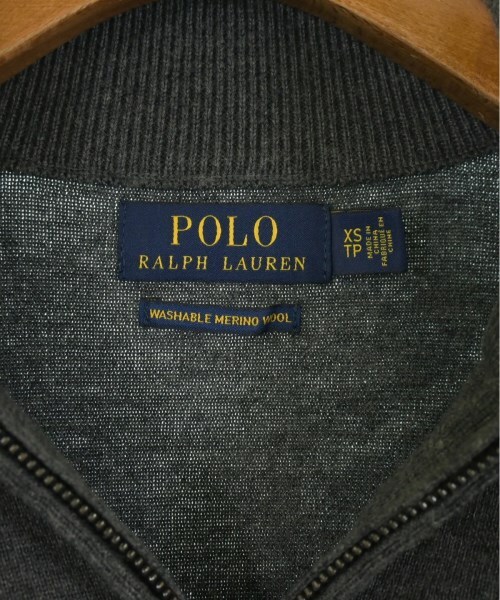 POLO
RALPH LAUREN
XS
TP
MADE IN
CHINA
FABRIQUÉ EN
CHINE
WASHABLE MERINO WOOL